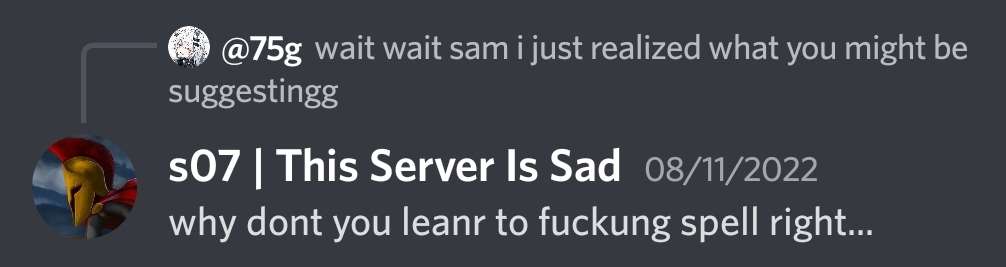 @75g wait wait sam i just realized what you might be
suggestingg
s07 | This Server Is Sad 08/11/2022
why dont you leanr to fuckung spell right...